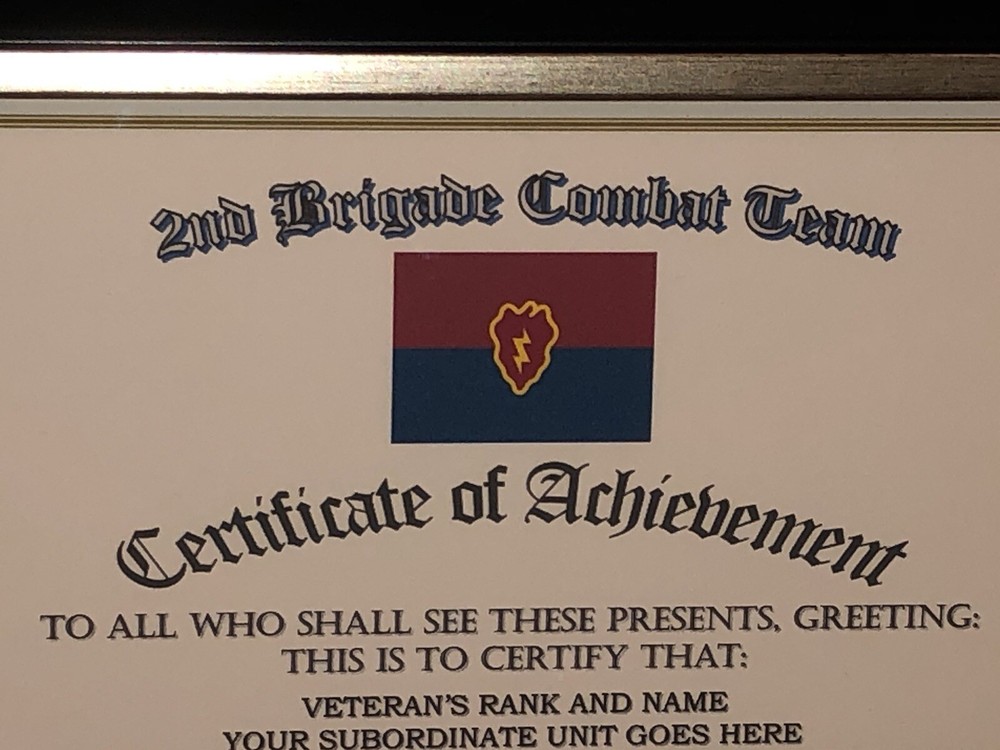 2nd Brigade Combat Team
Certificate of Achievement
TO ALL WHO SHALL SEE THESE PRESENTS, GREETING:
THIS IS TO CERTIFY THAT:
VETERAN'S RANK AND NAME
YOUR SUBORDINATE UNIT GOES HERE